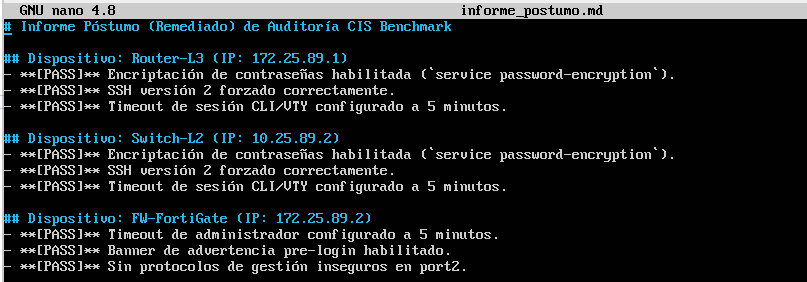 GNU nano 4.8 informe_postumo.md
# Informe Póstumo (Remediado) de Auditoría CIS Benchmark
## Dispositivo: Router-L3 (IP: 172.25.89.1)
- **[PASS]** Encriptación de contraseñas habilitada (`service password-encryption`).
- **[PASS]** SSH versión 2 forzado correctamente.
- **[PASS]** Timeout de sesión CLI/VTY configurado a 5 minutos.
## Dispositivo: Switch-L2 (IP: 10.25.89.2)
- **[PASS]** Encriptación de contraseñas habilitada (`service password-encryption`).
- **[PASS]** SSH versión 2 forzado correctamente.
- **[PASS]** Timeout de sesión CLI/VTY configurado a 5 minutos.
## Dispositivo: FW-FortiGate (IP: 172.25.89.2)
- **[PASS]** Timeout de administrador configurado a 5 minutos.
- **[PASS]** Banner de advertencia pre-login habilitado.
- **[PASS]** Sin protocolos de gestión inseguros en port2.